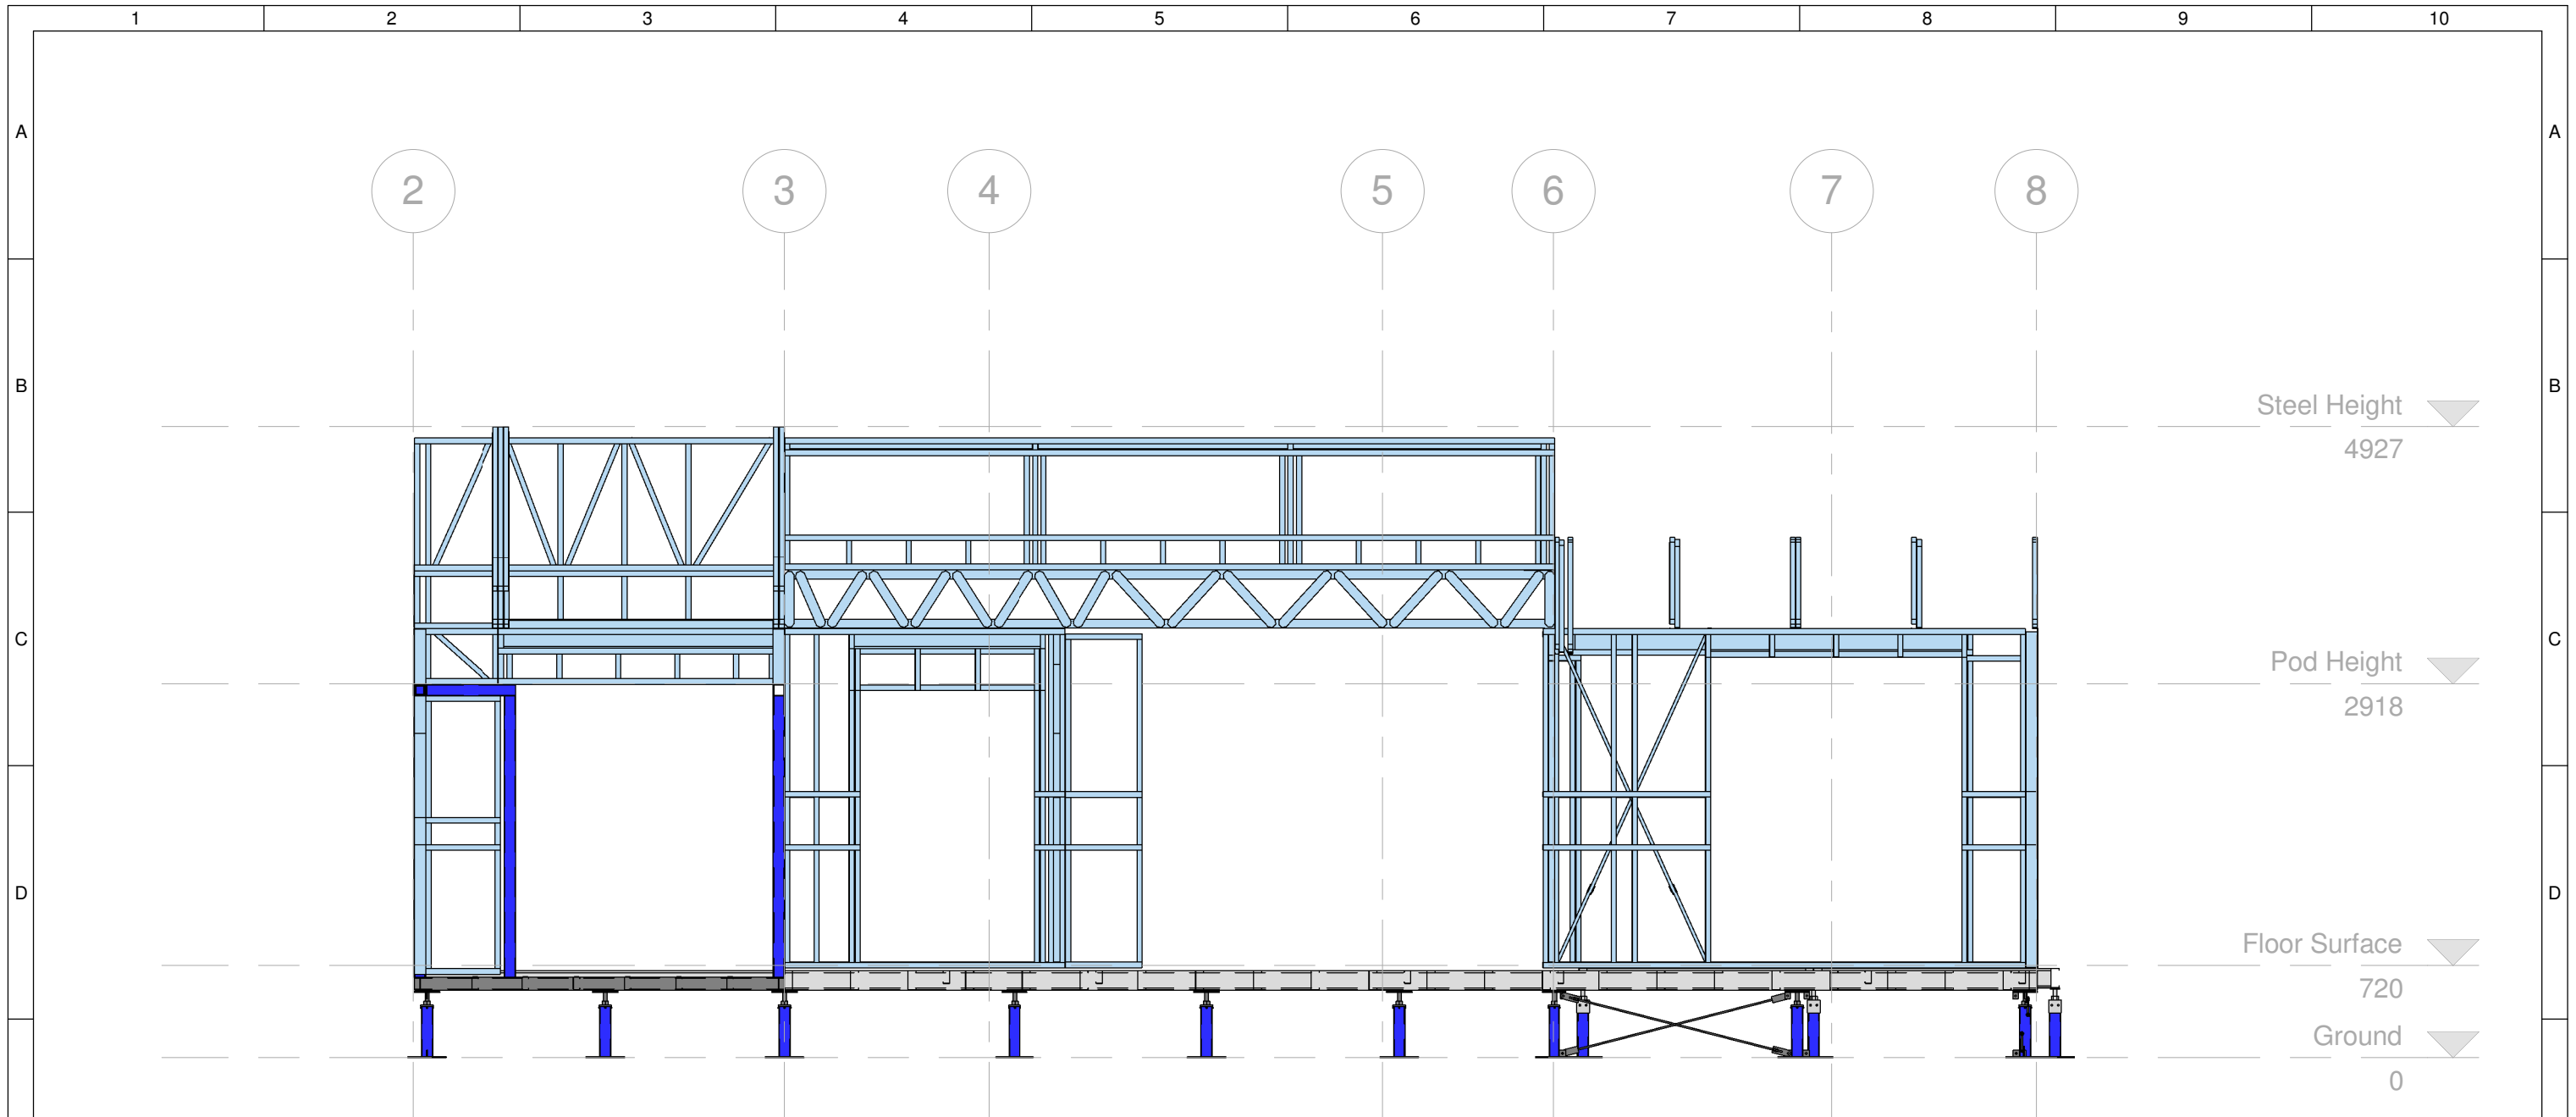 1 2 3 4 5 6 7 8 9 10
A A
2 3 4 5 6 7 8
B B
Steel Height
4927
C C
Pod Height
2918
D D
Floor Surface
720
Ground
0